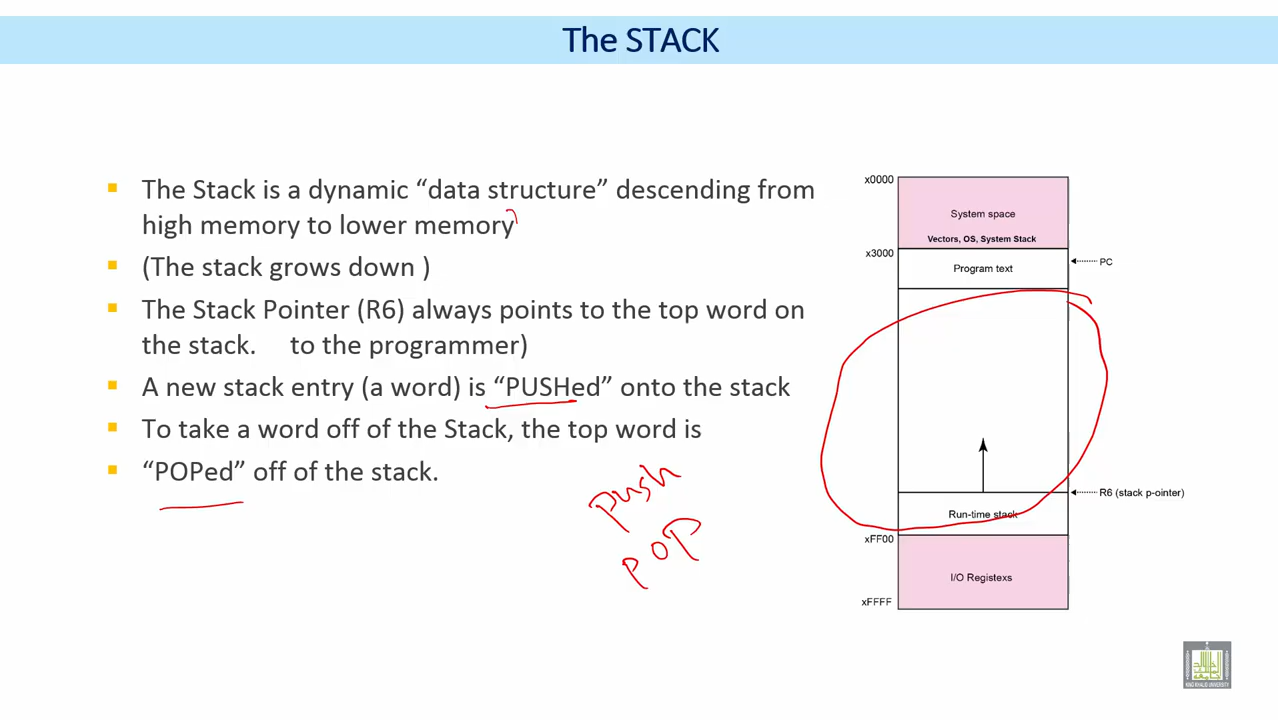 The STACK
The Stack is a dynamic “data structure” descending from
high memory to lower memory
(The stack grows down )
The Stack Pointer (R6) always points to the top word on
the stack. to the programmer)
A new stack entry (a word) is “PUSHed” onto the stack
To take a word off of the Stack, the top word is
“POPed” off of the stack.
push
pop
x0000
System space
Vectors, OS, System Stack
x3000
Program text
PC
R6 (stack p-ointer)
Run-time stack
xFF00
I/O Registexs
xFFFF
KING KHALID UNIVERSITY